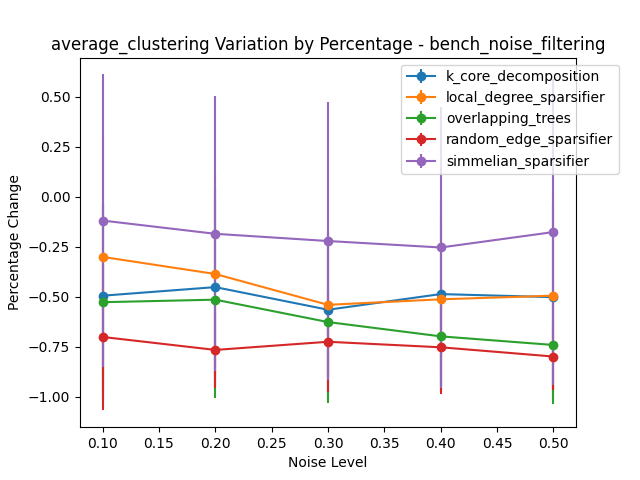 average_clustering Variation by Percentage - bench_noise_filtering
k_core_decomposition
local_degree_sparsifier
overlapping_trees
random_edge_sparsifier
simmelian_sparsifier
Percentage Change
0.50
0.25
0.00
−0.25
−0.50
−0.75
−1.00
0.10 0.15 0.20 0.25 0.30 0.35 0.40 0.45 0.50
Noise Level